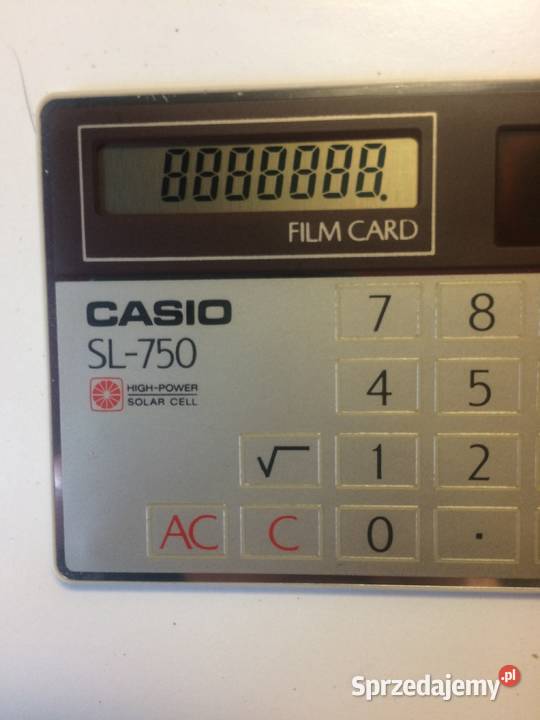 8888888.
FILM CARD
CASIO
SL-750
HIGH-POWER
SOLAR CELL
7 8
4 5
√ 1 2
AC C 0 .
Sprzedajemy.pl